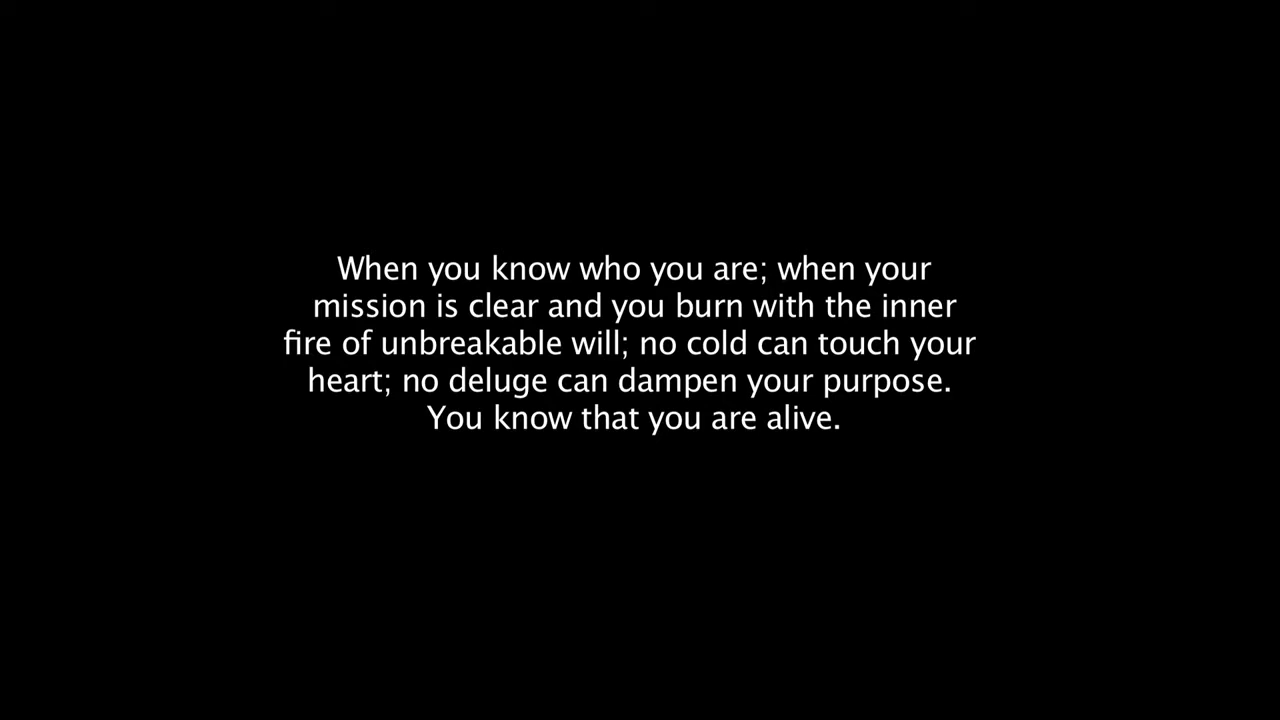 When you know who you are; when your
mission is clear and you burn with the inner
fire of unbreakable will; no cold can touch your
heart; no deluge can dampen your purpose.
You know that you are alive.